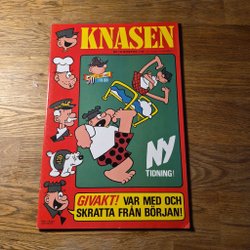 KNASEN
NY
TIDNING!
GIVAKT! VAR MED OCH
SKRATTA FRÅN BÖRJAN!